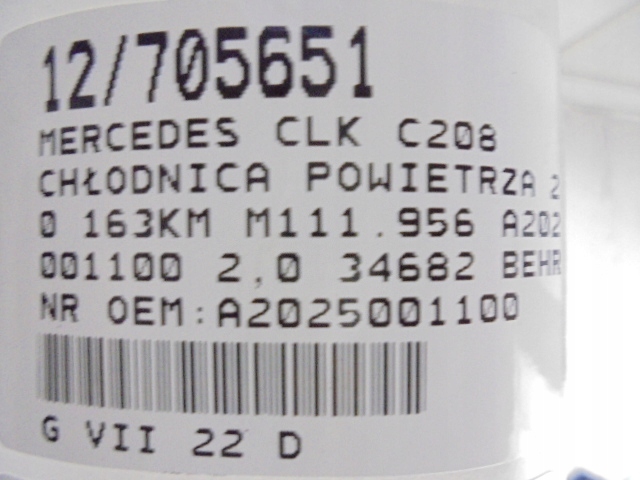 12/705651
MERCEDES CLK C208
CHŁODNICA POWIETRZA 2
0 163KM M111.956 A202
001100 2,0 34682 BEHR
NR OEM:A2025001100
G VII 22 D